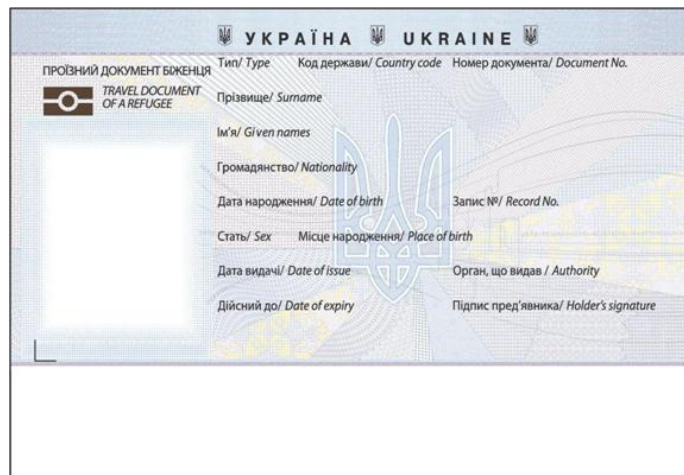 УКРАЇНА UKRAINE
ПРОЇЗНИЙ ДОКУМЕНТ БІЖЕНЦЯ
TRAVEL DOCUMENT
OF A REFUGEE
Тип/ Type Код держави/ Country code Номер документа/ Document No.
Прізвище/ Surname
Ім'я/ Given names
Громадянство/ Nationality
Дата народження/ Date of birth Запис №/ Record No.
Стать/ Sex Місце народження/ Place of birth
Дата видачі/ Date of issue Орган, що видав / Authority
Дійсний до/ Date of expiry Підпис пред'явника/ Holder's signature